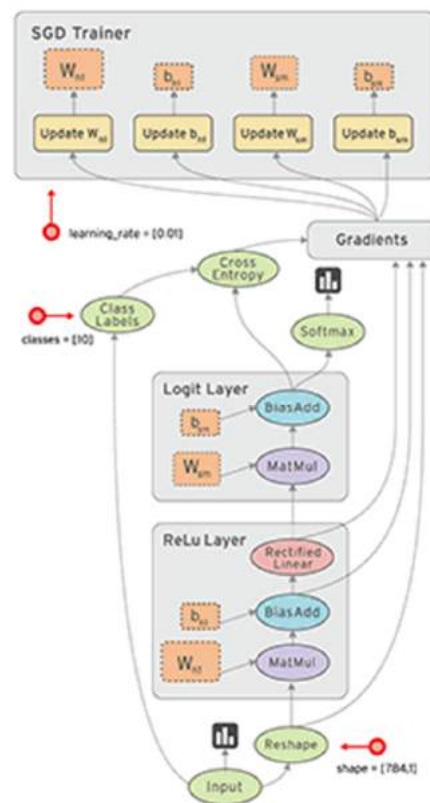 SGD Trainer
W
b
W
b
Update W
Update b
Update W
Update b
learning_rate = [0.01]
Gradients
Cross
Entropy
Class
Labels
classes = [10]
Softmax
Logit Layer
b
BiasAdd
W
MatMul
ReLu Layer
Rectified
Linear
b
BiasAdd
W
MatMul
Reshape
shape = [784,1]
Input